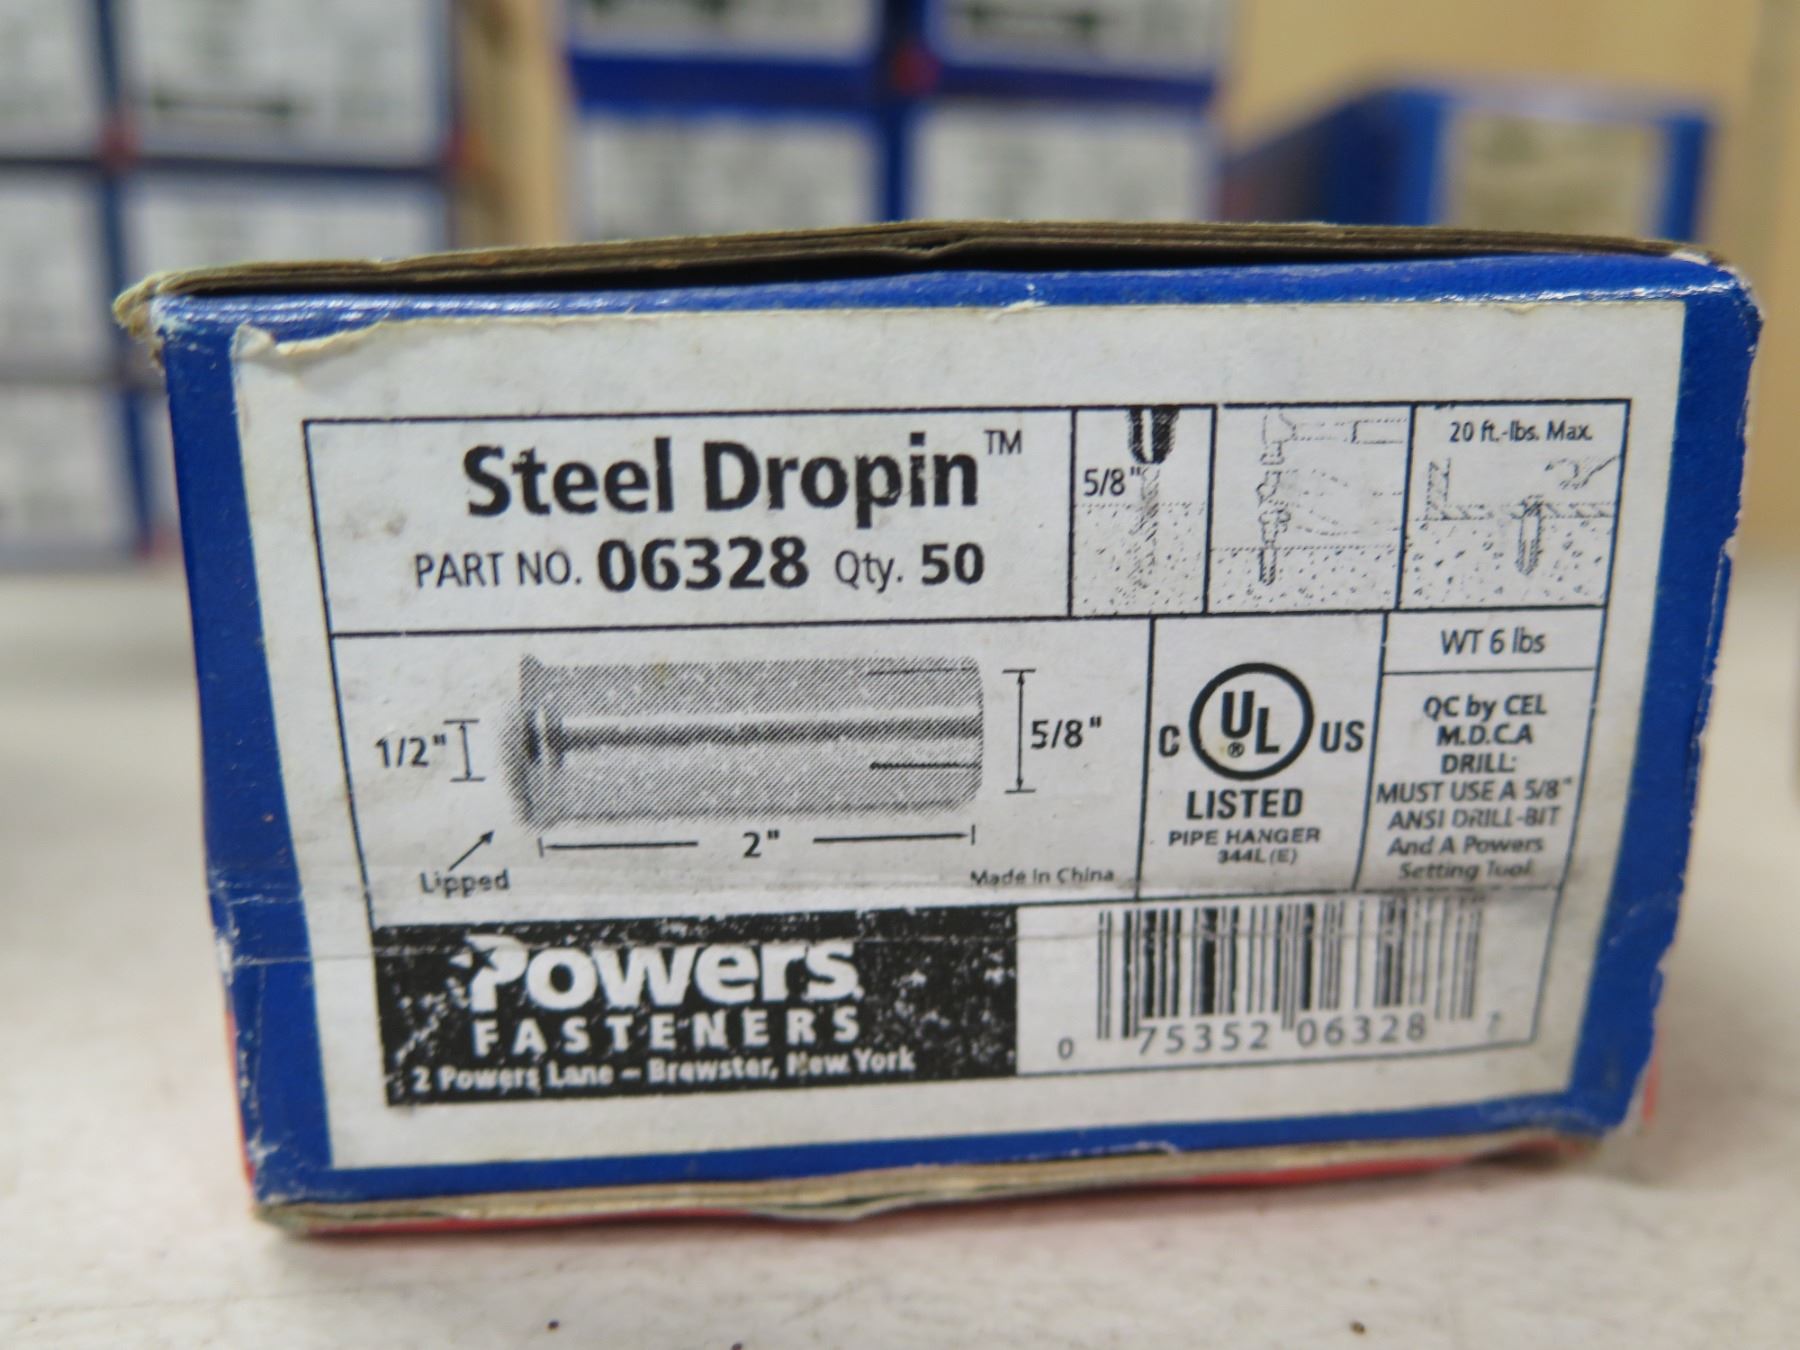 Steel Dropin™
PART NO. 06328 Qty. 50
5/8"
20 ft.-lbs. Max.
1/2"
5/8"
2"
Lipped
Made In China
C UL® US
LISTED
PIPE HANGER
344L (E)
WT 6 lbs
QC by CEL
M.D.C.A
DRILL:
MUST USE A 5/8"
ANSI DRILL-BIT
And A Powers
Setting Tool
Powers
FASTENERS
2 Powers Lane – Brewster, New York
0 75352 06328 7